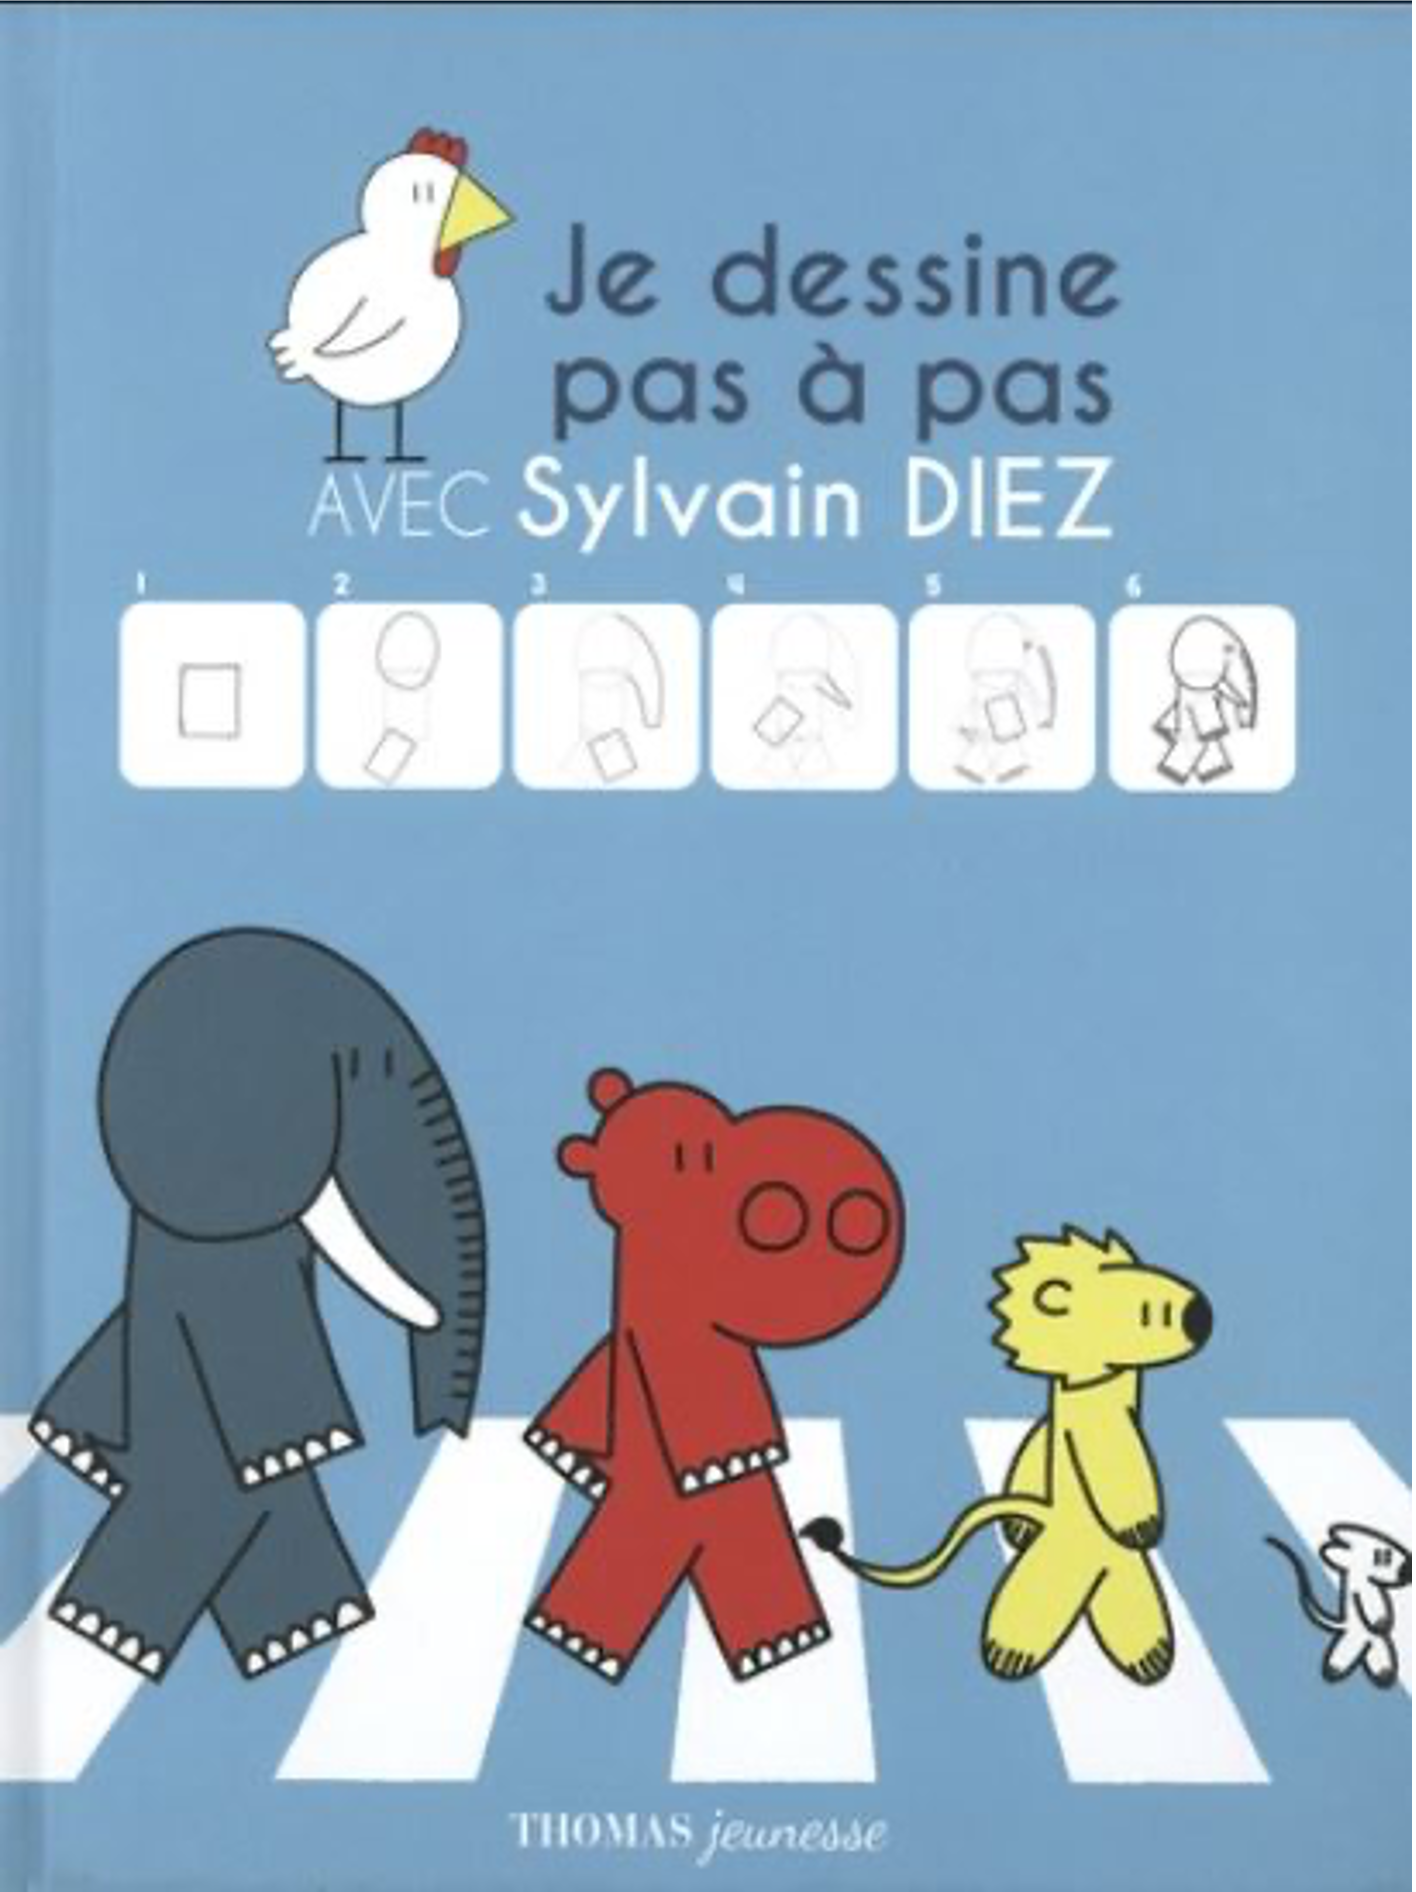 Je dessine
pas à pas
AVEC Sylvain DIEZ
1 2 3 4 5 6
THOMAS jeunesse